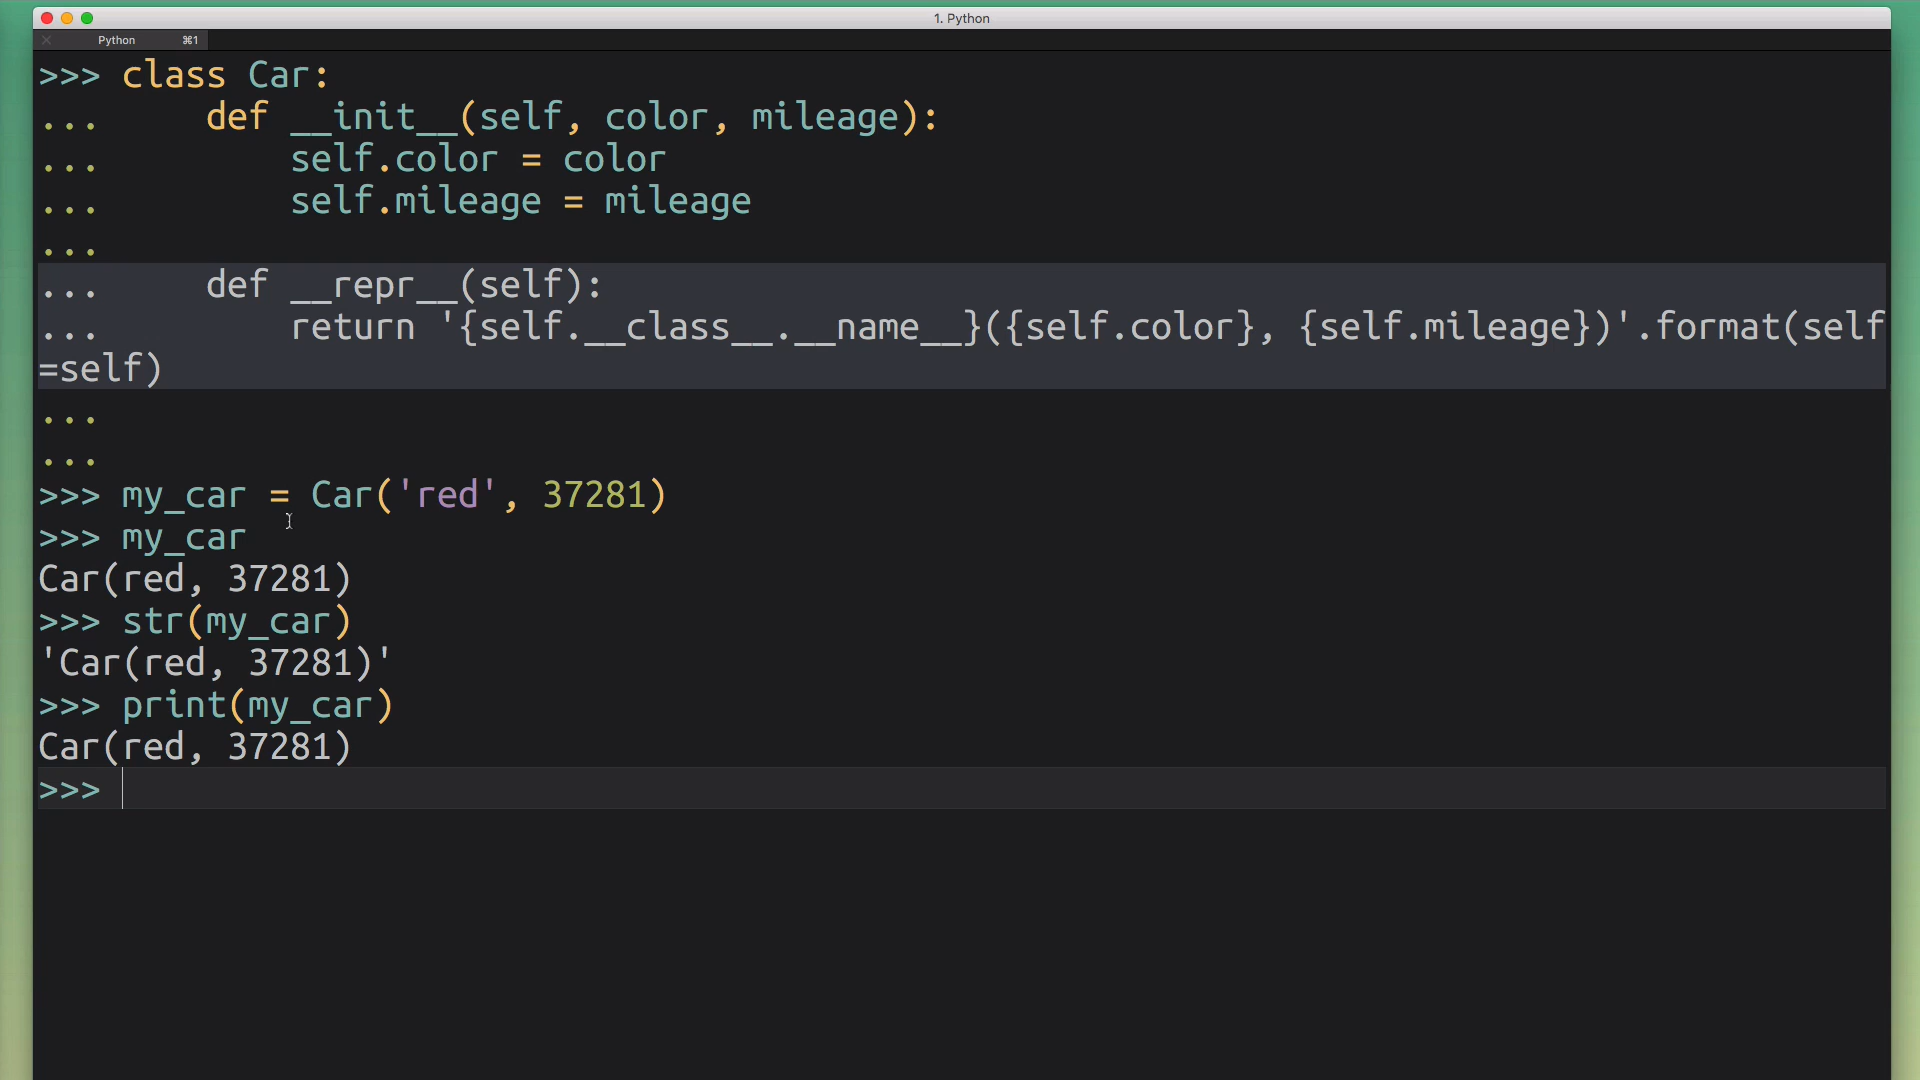 1. Python
Python ⌘1
>>> class Car:
...     def __init__(self, color, mileage):
...         self.color = color
...         self.mileage = mileage
...
...     def __repr__(self):
...         return '{self.__class__.__name__}({self.color}, {self.mileage})'.format(self
=self)
...
...
>>> my_car = Car('red', 37281)
>>> my_car
Car(red, 37281)
>>> str(my_car)
'Car(red, 37281)'
>>> print(my_car)
Car(red, 37281)
>>>